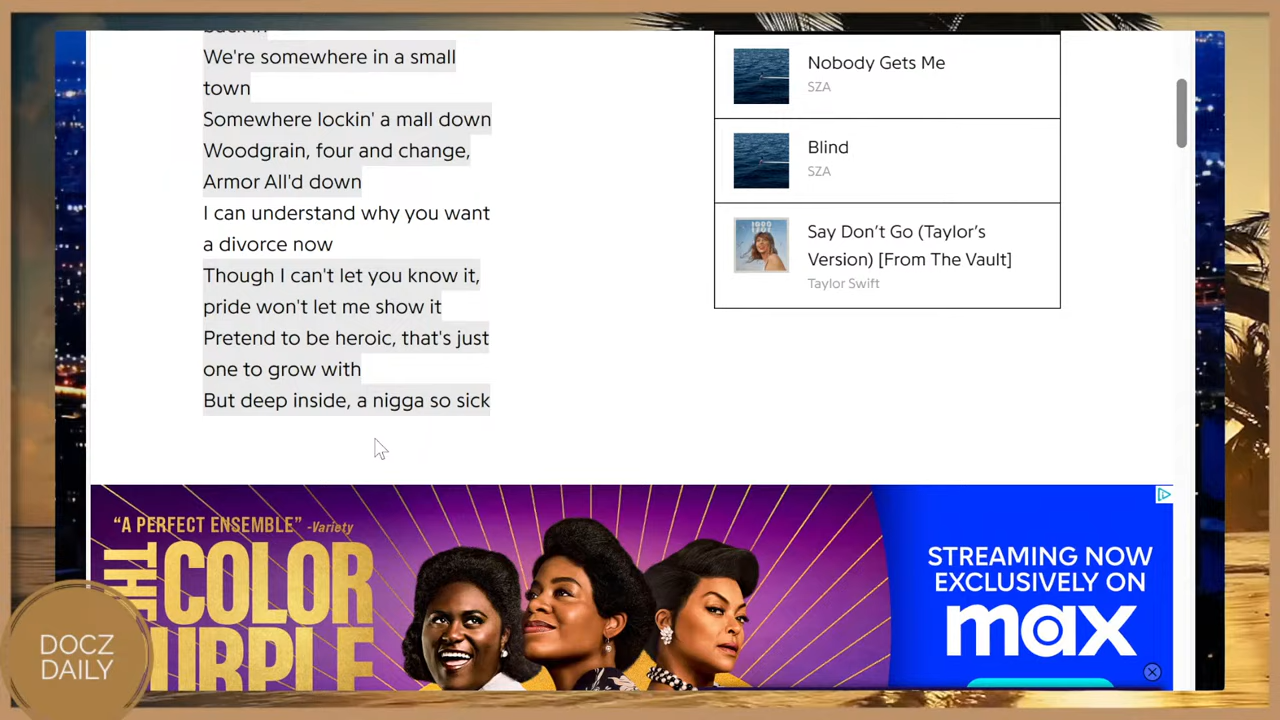 We're somewhere in a small
town
Somewhere lockin' a mall down
Woodgrain, four and change,
Armor All'd down
I can understand why you want
a divorce now
Though I can't let you know it,
pride won't let me show it
Pretend to be heroic, that's just
one to grow with
But deep inside, a nigga so sick
Nobody Gets Me
SZA
Blind
SZA
Say Don't Go (Taylor's
Version) [From The Vault]
Taylor Swift
1989
"A PERFECT ENSEMBLE" -Variety
THE
COLOR
PURPLE
STREAMING NOW
EXCLUSIVELY ON
max
DOCZ
DAILY